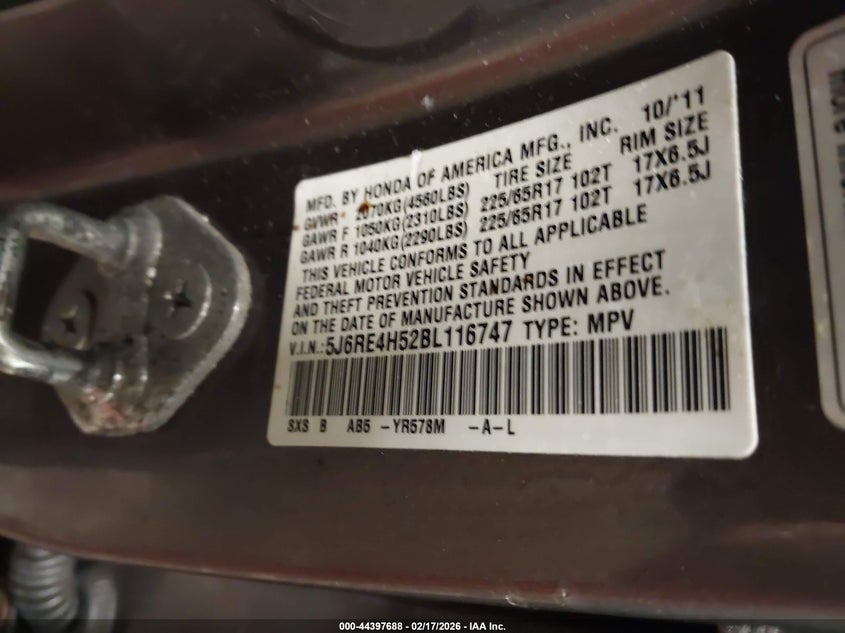 MFD. BY HONDA OF AMERICA MFG., INC. 10/'11
GVWR 2070KG(4560LBS) TIRE SIZE RIM SIZE
GAWR F 1050KG(2310LBS) 225/65R17 102T 17X6.5J
GAWR R 1040KG(2290LBS) 225/65R17 102T 17X6.5J
THIS VEHICLE CONFORMS TO ALL APPLICABLE
FEDERAL MOTOR VEHICLE SAFETY
AND THEFT PREVENTION STANDARDS IN EFFECT
ON THE DATE OF MANUFACTURE SHOWN ABOVE.
V.I.N.:5J6RE4H52BL116747 TYPE: MPV
SXS B AB5 -YR578M -A-L
000-44397688 - 02/17/2026 - IAA Inc.